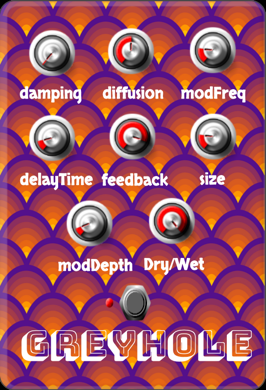 damping diffusion modFreq
delayTime feedback size
modDepth Dry/Wet
GREYHOLE